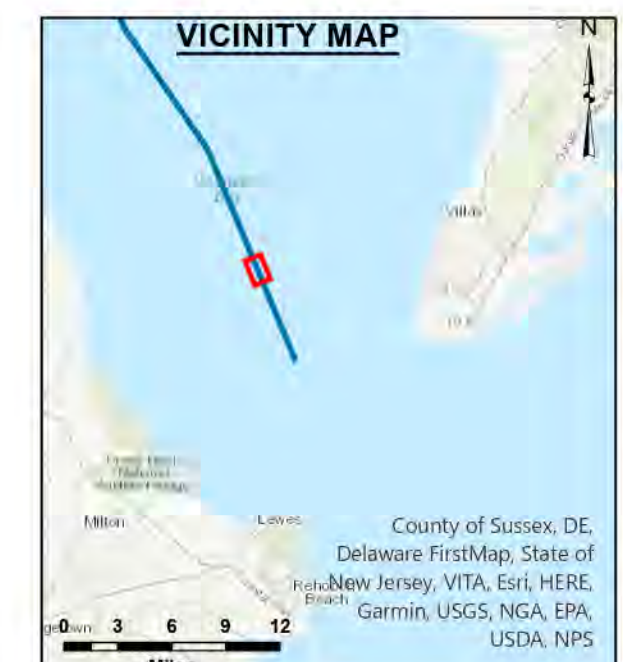 VICINITY MAP
N
Villas
Milton
Lewes
County of Sussex, DE,
Delaware FirstMap, State of
New Jersey, VITA, Esri, HERE,
Beach
Garmin, USGS, NGA, EPA,
USDA, NPS
0 3 6 9 12